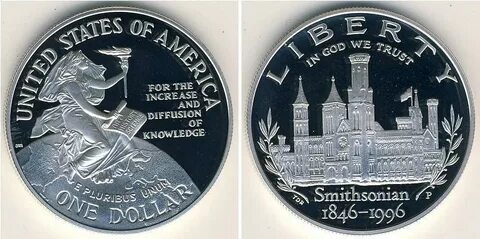 UNITED STATES OF AMERICA
FOR THE
INCREASE
AND
DIFFUSION
OF
KNOWLEDGE
E PLURIBUS UNUM
ONE DOLLAR
LIBERTY
IN GOD WE TRUST
TDR
P
Smithsonian
1846-1996